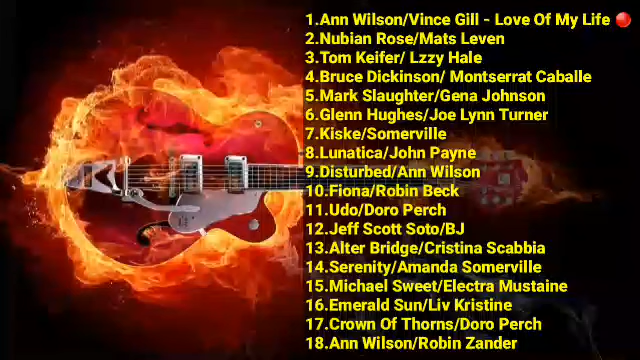 1.Ann Wilson/Vince Gill - Love Of My Life
2.Nubian Rose/Mats Leven
3.Tom Keifer/ Lzzy Hale
4.Bruce Dickinson/ Montserrat Caballe
5.Mark Slaughter/Gena Johnson
6.Glenn Hughes/Joe Lynn Turner
7.Kiske/Somerville
8.Lunatica/John Payne
9.Disturbed/Ann Wilson
10.Fiona/Robin Beck
11.Udo/Doro Perch
12.Jeff Scott Soto/BJ
13.Alter Bridge/Cristina Scabbia
14.Serenity/Amanda Somerville
15.Michael Sweet/Electra Mustaine
16.Emerald Sun/Liv Kristine
17.Crown Of Thorns/Doro Perch
18.Ann Wilson/Robin Zander